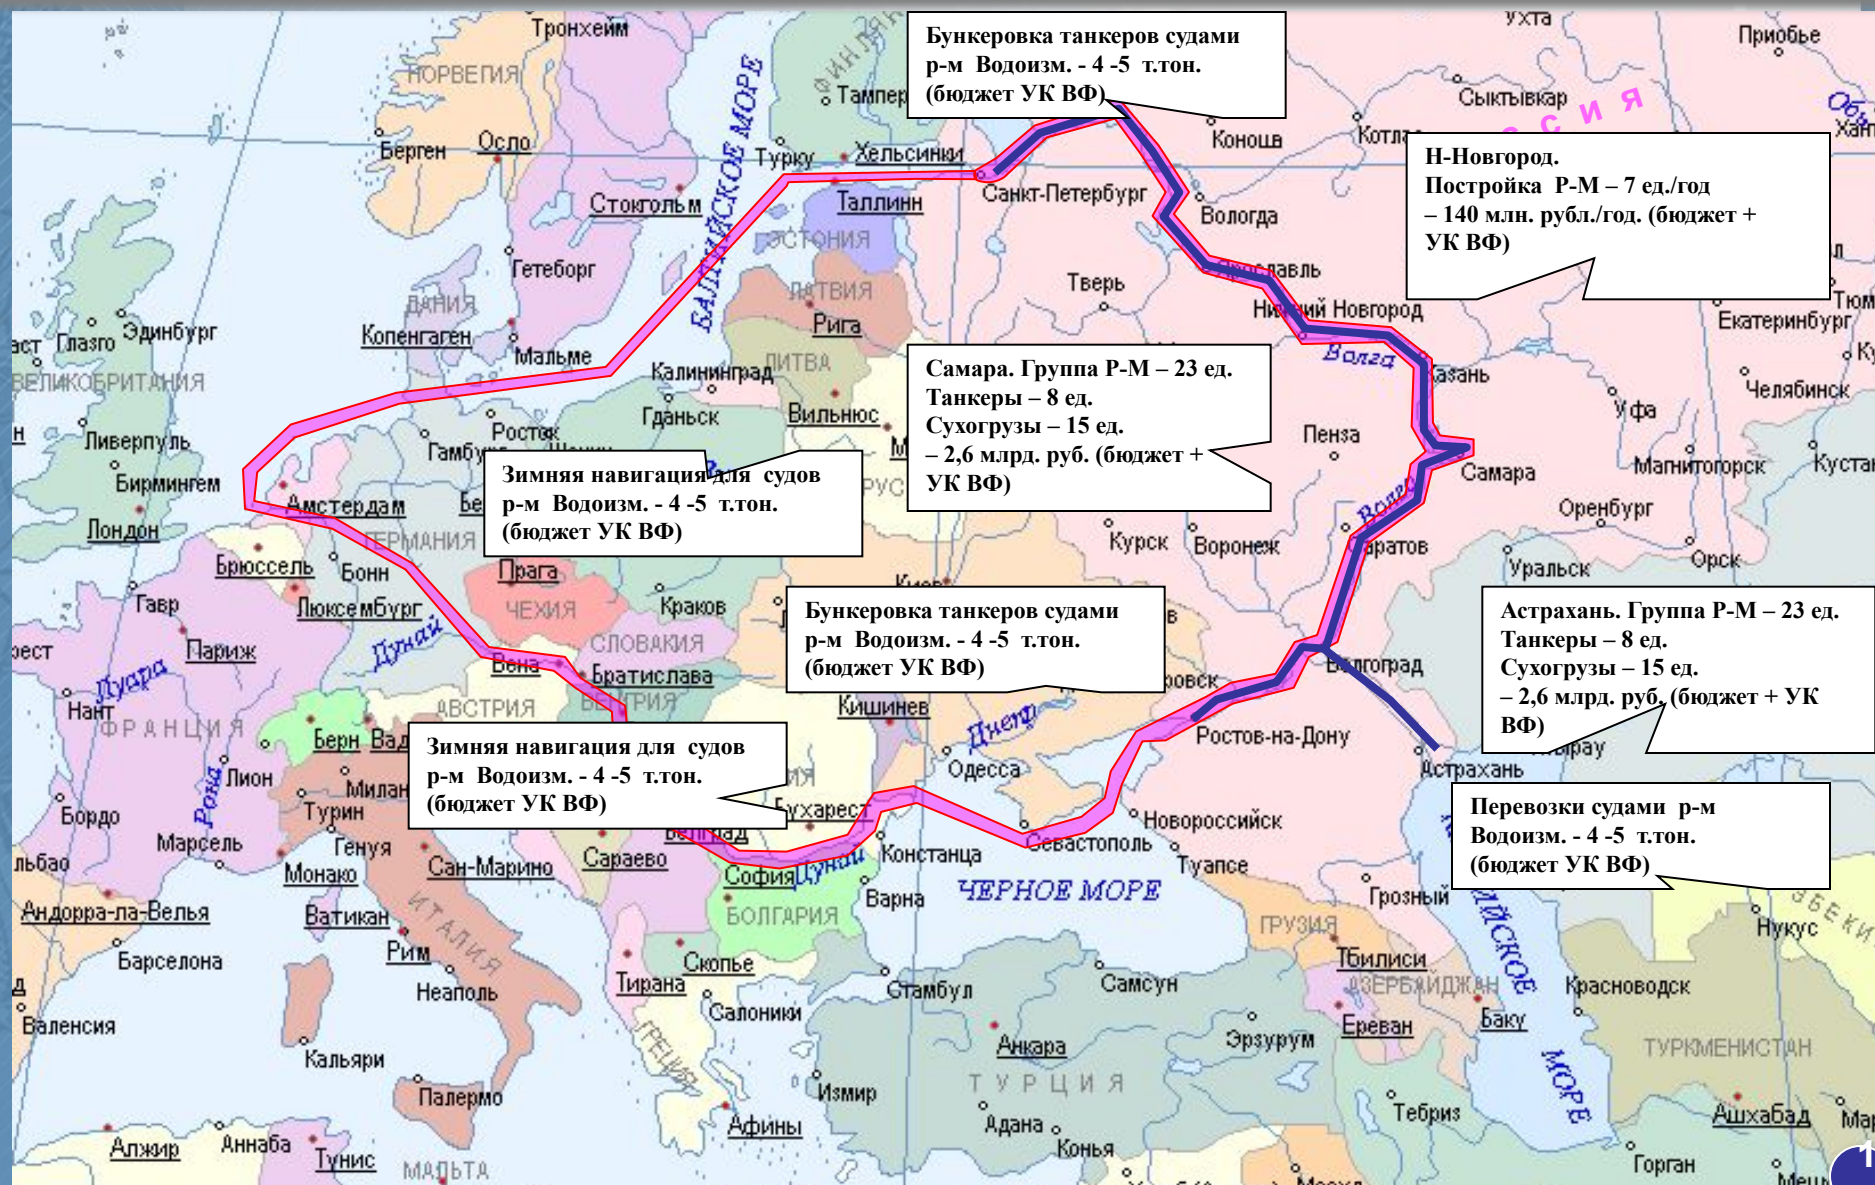 Тронхейм
Ухта
Приобье
НОРВЕГИЯ
Бункеровка танкеров судами
р-м Водоизм. - 4 -5 т.тон.
(бюджет УК ВФ)
Сыктывкар
с и я
Берген
Осло
Турку
Хельсинки
Коноша
Н-Новгород.
Постройка Р-М – 7 ед./год
– 140 млн. рубл./год. (бюджет +
УК ВФ)
БАЛТИЙСКОЕ МОРЕ
Стокгольм
Таллинн
Санкт-Петербург
Вологда
ЭСТОНИЯ
Гетеборг
Ярославль
Тверь
ДАНИЯ
ЛАТВИЯ
Нижний Новгород
Екатеринбург
Глазго
Эдинбург
Копенгаген
Рига
Мальме
Волга
ВЕЛИКОБРИТАНИЯ
Калининград
ЛИТВА
Казань
Челябинск
Самара. Группа Р-М – 23 ед.
Танкеры – 8 ед.
Сухогрузы – 15 ед.
– 2,6 млрд. руб. (бюджет +
УК ВФ)
Гданьск
Вильнюс
Уфа
Ливерпуль
Росток
Пенза
Самара
Магнитогорск
Бирмингем
Амстердам
Зимняя навигация для судов
р-м Водоизм. - 4 -5 т.тон.
(бюджет УК ВФ)
Волга
Оренбург
Лондон
ГЕРМАНИЯ
Курск
Воронеж
Саратов
Орск
Брюссель
Бонн
Прага
Уральск
Гавр
Люксембург
ЧЕХИЯ
Краков
Бункеровка танкеров судами
р-м Водоизм. - 4 -5 т.тон.
(бюджет УК ВФ)
Астрахань. Группа Р-М – 23 ед.
Танкеры – 8 ед.
Сухогрузы – 15 ед.
– 2,6 млрд. руб. (бюджет + УК
ВФ)
Париж
Дунай
СЛОВАКИЯ
Луара
Вена
Братислава
Волгоград
Нант
АВСТРИЯ
ВЕНГРИЯ
Кишинев
ФРАНЦИЯ
Берн
Днепр
Ростов-на-Дону
Зимняя навигация для судов
р-м Водоизм. - 4 -5 т.тон.
(бюджет УК ВФ)
Лион
Одесса
Астрахань
Рона
Турин
Бухарест
Бордо
Новороссийск
Перевозки судами р-м
Водоизм. - 4 -5 т.тон.
(бюджет УК ВФ)
Марсель
Генуя
Белград
Севастополь
Монако
Сан-Марино
Сараево
София
Дунай
Констанца
Туапсе
Андорра-ла-Велья
Ватикан
ИТАЛИЯ
БОЛГАРИЯ
Варна
ЧЕРНОЕ МОРЕ
Грозный
ГРУЗИЯ
Нукус
Барселона
Рим
Скопье
Тбилиси
Неаполь
Тирана
Стамбул
Самсун
АЗЕРБАЙДЖАН
Красноводск
Валенсия
Салоники
Ереван
Баку
МОРЕ
Кальяри
ГРЕЦИЯ
Анкара
Эрзурум
ТУРКМЕНИСТАН
Палермо
Измир
ТУРЦИЯ
Тебриз
Ашхабад
Афины
Адана
Алжир
Аннаба
Тунис
Конья
МАЛЬТА
Горган